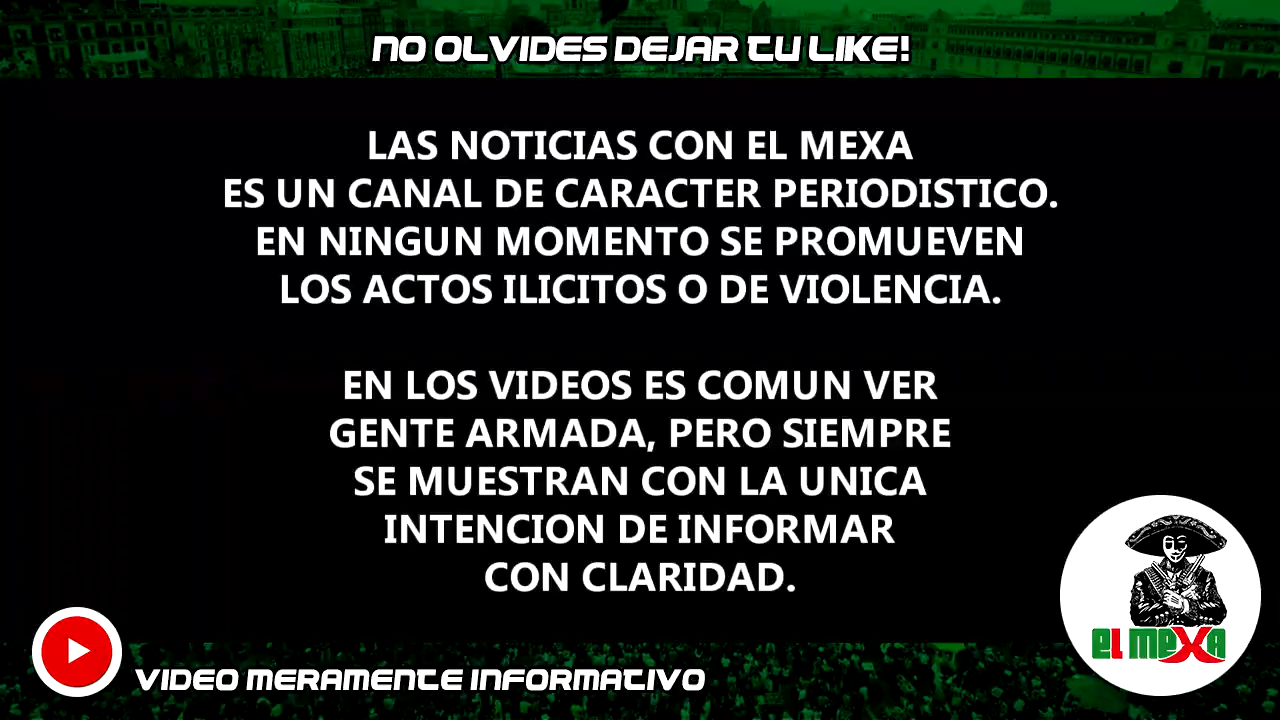 NO OLVIDES DEJAR TU LIKE!
LAS NOTICIAS CON EL MEXA
ES UN CANAL DE CARACTER PERIODISTICO.
EN NINGUN MOMENTO SE PROMUEVEN
LOS ACTOS ILICITOS O DE VIOLENCIA.
EN LOS VIDEOS ES COMUN VER
GENTE ARMADA, PERO SIEMPRE
SE MUESTRAN CON LA UNICA
INTENCION DE INFORMAR
CON CLARIDAD.
EL MEXA
VIDEO MERAMENTE INFORMATIVO